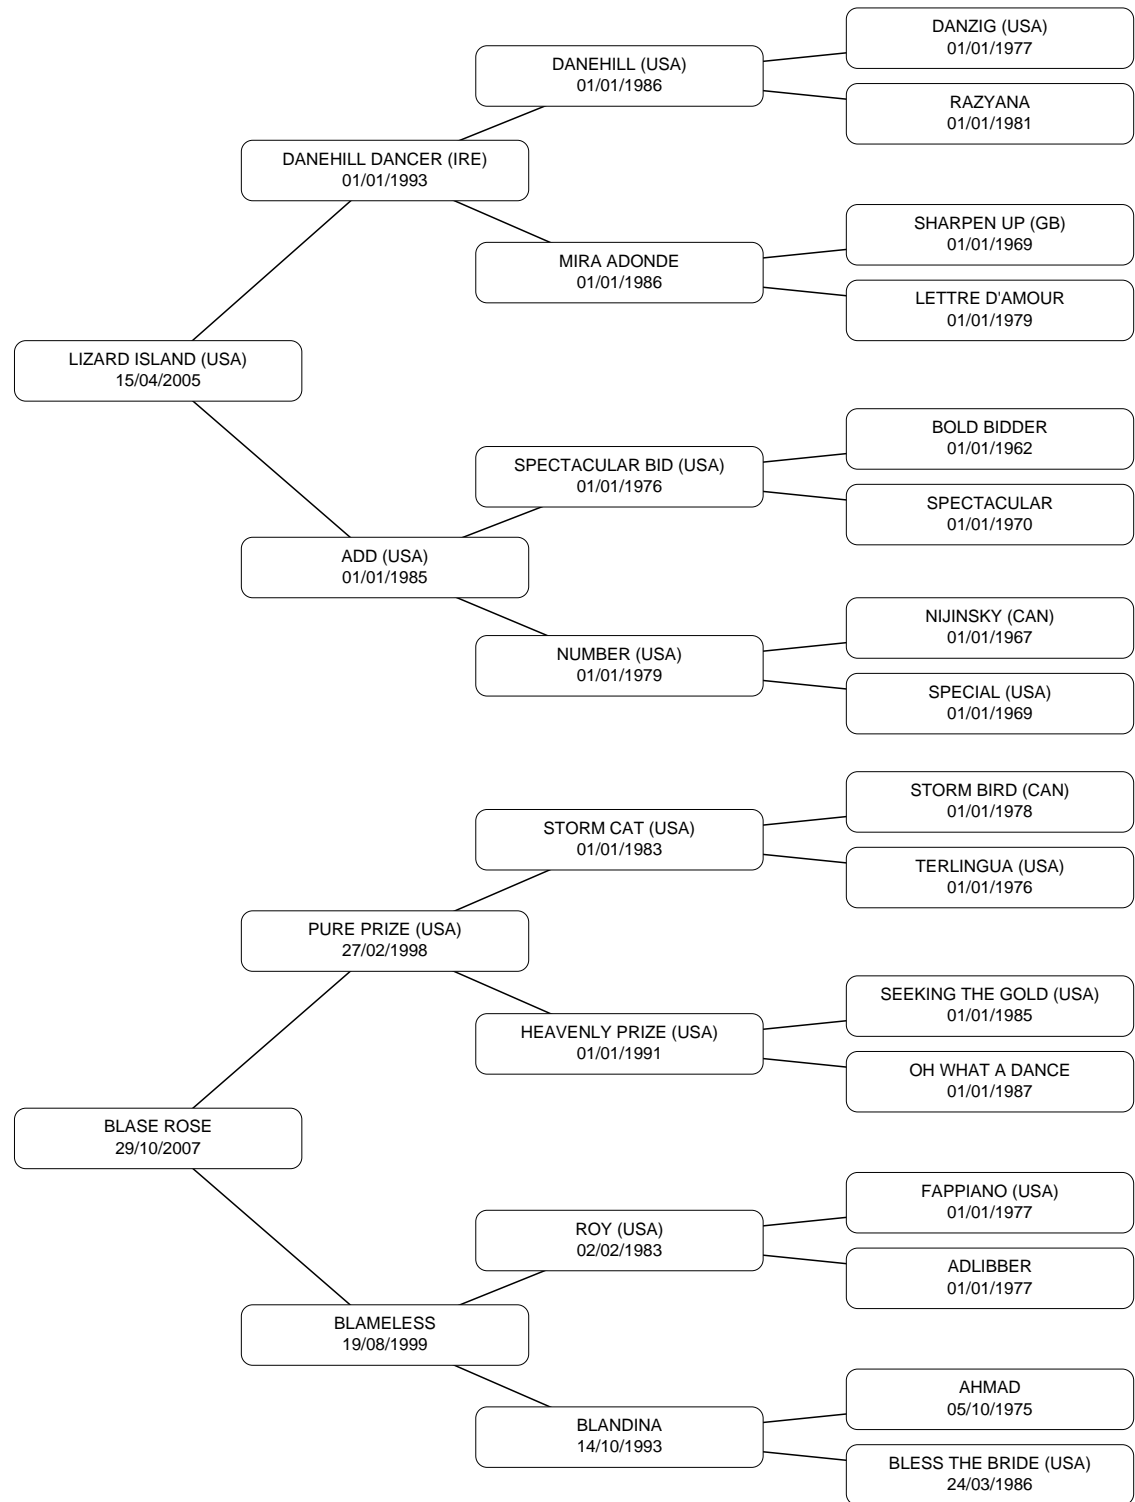 DANZIG (USA)
01/01/1977
DANEHILL (USA)
01/01/1986
RAZYANA
01/01/1981
DANEHILL DANCER (IRE)
01/01/1993
SHARPEN UP (GB)
01/01/1969
MIRA ADONDE
01/01/1986
LETTRE D'AMOUR
01/01/1979
LIZARD ISLAND (USA)
15/04/2005
BOLD BIDDER
01/01/1962
SPECTACULAR BID (USA)
01/01/1976
SPECTACULAR
01/01/1970
ADD (USA)
01/01/1985
NIJINSKY (CAN)
01/01/1967
NUMBER (USA)
01/01/1979
SPECIAL (USA)
01/01/1969
STORM BIRD (CAN)
01/01/1978
STORM CAT (USA)
01/01/1983
TERLINGUA (USA)
01/01/1976
PURE PRIZE (USA)
27/02/1998
SEEKING THE GOLD (USA)
01/01/1985
HEAVENLY PRIZE (USA)
01/01/1991
OH WHAT A DANCE
01/01/1987
BLASE ROSE
29/10/2007
FAPPIANO (USA)
01/01/1977
ROY (USA)
02/02/1983
ADLIBBER
01/01/1977
BLAMELESS
19/08/1999
AHMAD
05/10/1975
BLANDINA
14/10/1993
BLESS THE BRIDE (USA)
24/03/1986